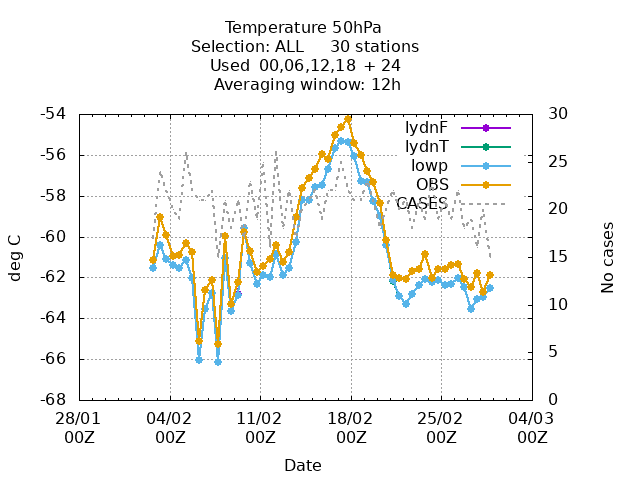 Temperature 50hPa
Selection: ALL 30 stations
Used 00,06,12,18 + 24
Averaging window: 12h
-54
-56
-58
-60
-62
-64
-66
-68
deg C
30
25
20
15
10
5
0
No cases
lydnF
lydnT
lowp
OBS
CASES
28/01 04/02 11/02 18/02 25/02 04/03
00Z 00Z 00Z 00Z 00Z 00Z
Date